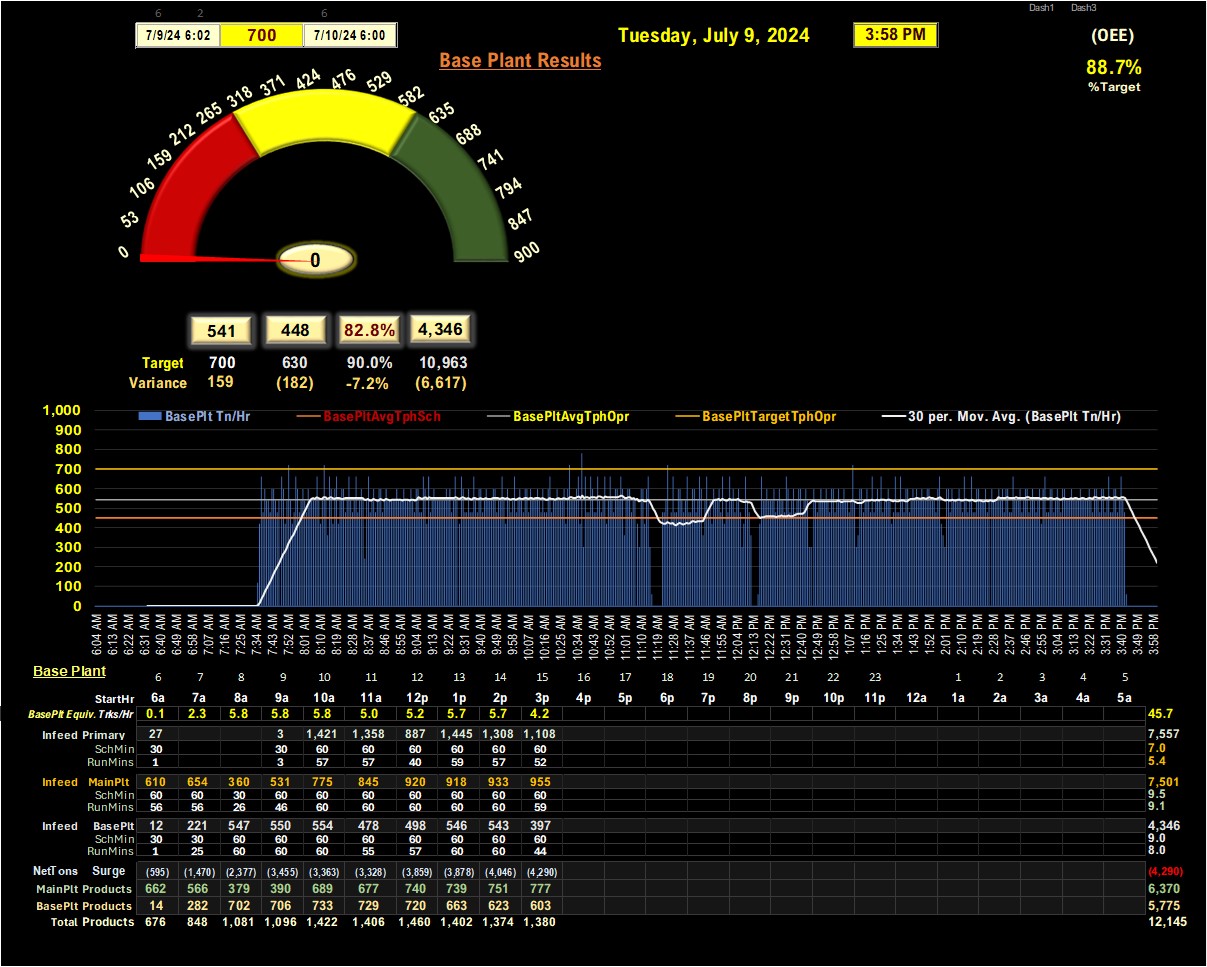 Dash1 Dash3
6 2 6
7/9/24 6:02 700 7/10/24 6:00
Tuesday, July 9, 2024 3:58 PM (OEE)
Base Plant Results
88.7%
%Target
0 53 106 159 212 265 318 371 424 476 529 582 635 688 741 794 847 900
0
541 448 82.8% 4,346
Target 700 630 90.0% 10,963
Variance 159 (182) -7.2% (6,617)
BasePlt Tn/Hr BasePltAvgTphSch BasePltAvgTphOpr BasePltTargetTphOpr 30 per. Mov. Avg. (BasePlt Tn/Hr)
1,000
900
800
700
600
500
400
300
200
100
0
6:04 AM 6:13 AM 6:22 AM 6:31 AM 6:40 AM 6:49 AM 6:58 AM 7:07 AM 7:16 AM 7:25 AM 7:34 AM 7:43 AM 7:52 AM 8:01 AM 8:10 AM 8:19 AM 8:28 AM 8:37 AM 8:46 AM 8:55 AM 9:04 AM 9:13 AM 9:22 AM 9:31 AM 9:40 AM 9:49 AM 9:58 AM 10:07 AM 10:16 AM 10:25 AM 10:34 AM 10:43 AM 10:52 AM 11:01 AM 11:10 AM 11:19 AM 11:28 AM 11:37 AM 11:46 AM 11:55 AM 12:04 PM 12:13 PM 12:22 PM 12:31 PM 12:40 PM 12:49 PM 12:58 PM 1:07 PM 1:16 PM 1:25 PM 1:34 PM 1:43 PM 1:52 PM 2:01 PM 2:10 PM 2:19 PM 2:28 PM 2:37 PM 2:46 PM 2:55 PM 3:04 PM 3:13 PM 3:22 PM 3:31 PM 3:40 PM 3:49 PM 3:58 PM
Base Plant
6 7 8 9 10 11 12 13 14 15 16 17 18 19 20 21 22 23 1 2 3 4 5
StartHr 6a 7a 8a 9a 10a 11a 12p 1p 2p 3p 4p 5p 6p 7p 8p 9p 10p 11p 12a 1a 2a 3a 4a 5a
BasePlt Equiv. Trks/Hr 0.1 2.3 5.8 5.8 5.8 5.0 5.2 5.7 5.7 4.2 45.7
Infeed Primary 27 3 1,421 1,358 887 1,445 1,308 1,108 7,557
SchMin 30 30 60 60 60 60 60 60 7.0
RunMins 1 3 57 57 40 59 57 52 5.4
Infeed MainPlt 610 654 360 531 775 845 920 918 933 955 7,501
SchMin 60 60 30 60 60 60 60 60 60 60 9.5
RunMins 56 56 26 46 60 60 60 60 60 59 9.1
Infeed BasePlt 12 221 547 550 554 478 498 546 543 397 4,346
SchMin 30 30 60 60 60 60 60 60 60 60 9.0
RunMins 1 25 60 60 60 55 57 60 60 44 8.0
NetTons Surge (595) (1,470) (2,377) (3,455) (3,363) (3,328) (3,859) (3,878) (4,046) (4,290) (4,290)
MainPlt Products 662 566 379 390 689 677 740 739 751 777 6,370
BasePlt Products 14 282 702 706 733 729 720 663 623 603 5,775
Total Products 676 848 1,081 1,096 1,422 1,406 1,460 1,402 1,374 1,380 12,145